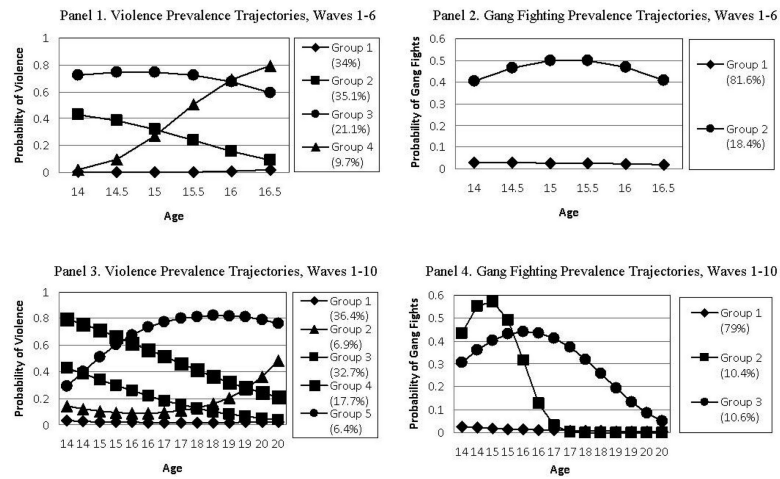 Panel 1. Violence Prevalence Trajectories, Waves 1-6
Probability of Violence
1
0.8
0.6
0.4
0.2
0
14 14.5 15 15.5 16 16.5
Age
Group 1
(34%)
Group 2
(35.1%)
Group 3
(21.1%)
Group 4
(9.7%)
Panel 2. Gang Fighting Prevalence Trajectories, Waves 1-6
Probability of Gang Fights
0.6
0.5
0.4
0.3
0.2
0.1
0
14 14.5 15 15.5 16 16.5
Age
Group 1
(81.6%)
Group 2
(18.4%)
Panel 3. Violence Prevalence Trajectories, Waves 1-10
Probability of Violence
1
0.8
0.6
0.4
0.2
0
14 14 15 15 16 16 17 17 18 18 19 19 20 20
Age
Group 1
(36.4%)
Group 2
(6.9%)
Group 3
(32.7%)
Group 4
(17.7%)
Group 5
(6.4%)
Panel 4. Gang Fighting Prevalence Trajectories, Waves 1-10
Probability of Gang Fights
0.6
0.5
0.4
0.3
0.2
0.1
0
14 14 15 15 16 16 17 17 18 18 19 19 20 20
Age
Group 1
(79%)
Group 2
(10.4%)
Group 3
(10.6%)